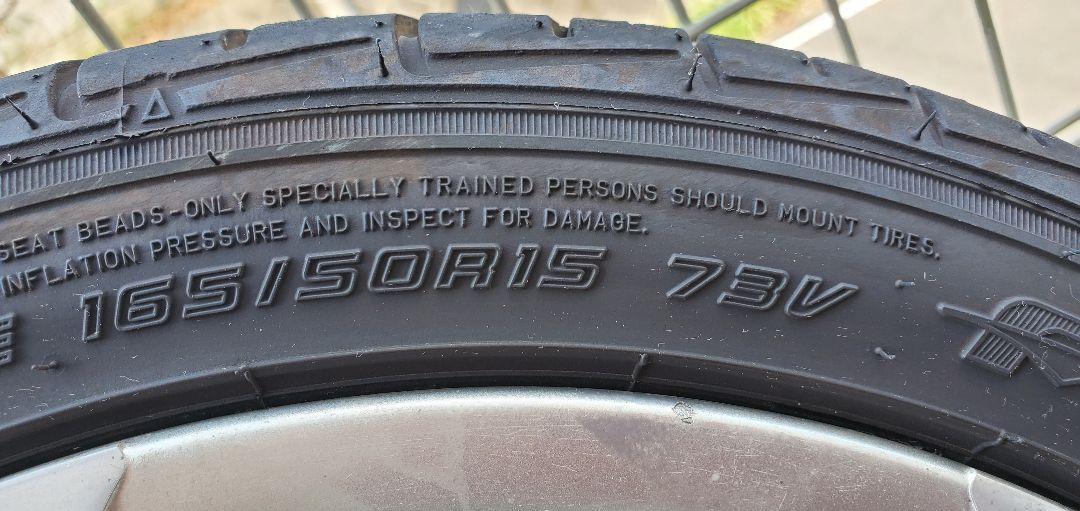 SEAT BEADS-ONLY SPECIALLY TRAINED PERSONS SHOULD MOUNT TIRES.
INFLATION PRESSURE AND INSPECT FOR DAMAGE.
165/50R15 73V